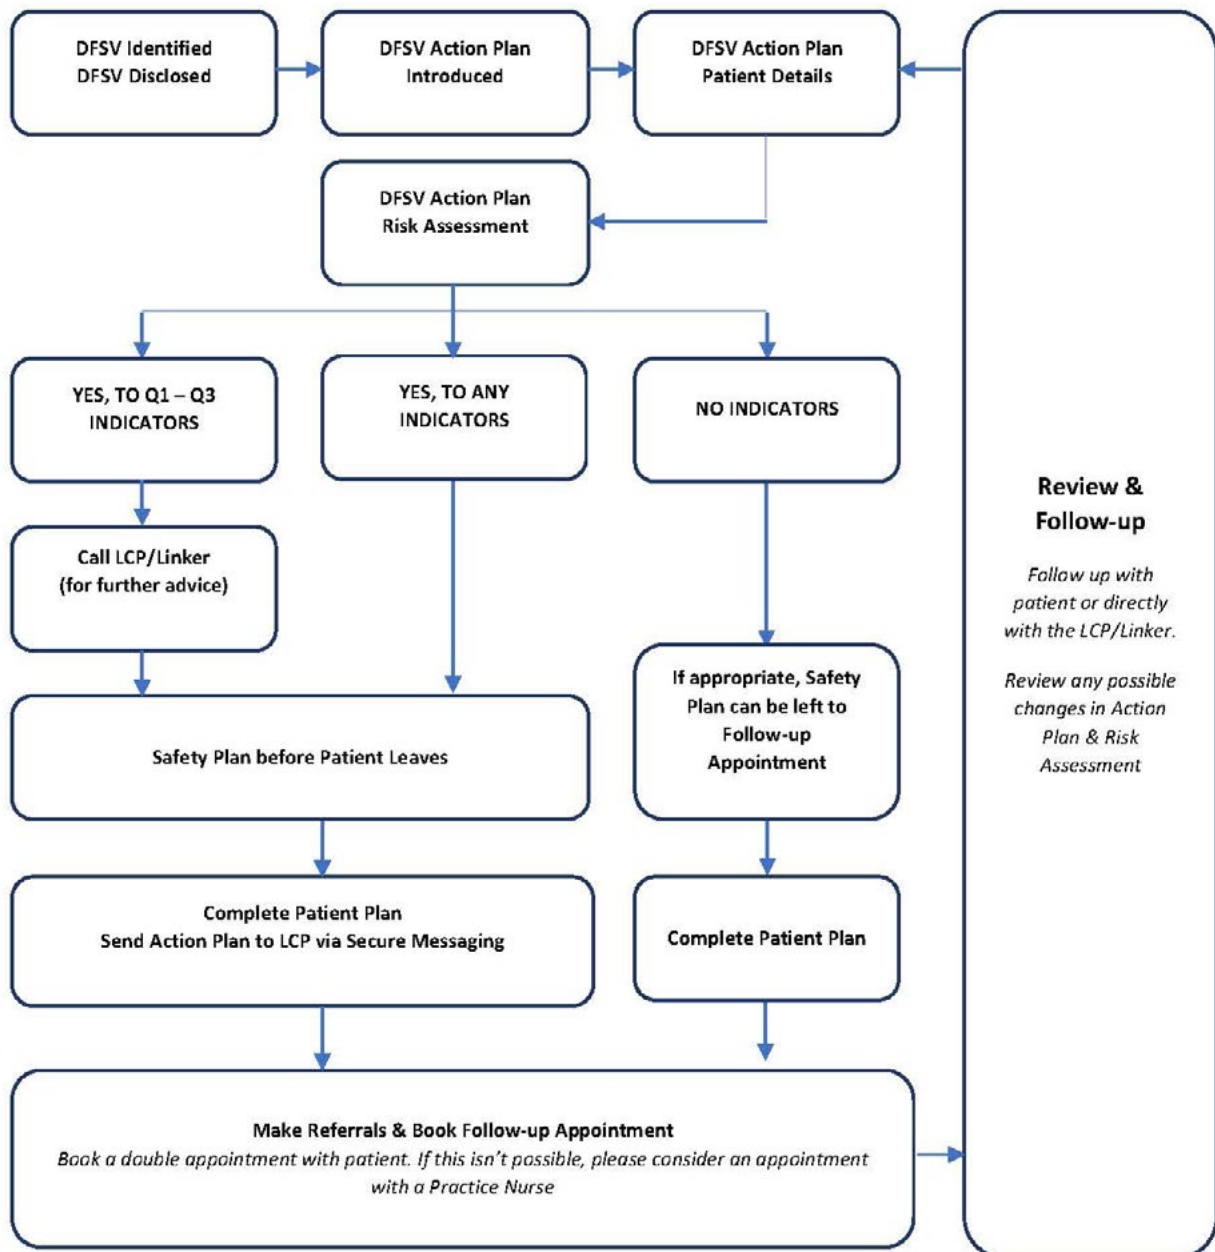 DFSV Identified
DFSV Disclosed
DFSV Action Plan
Introduced
DFSV Action Plan
Patient Details
DFSV Action Plan
Risk Assessment
YES, TO Q1 – Q3
INDICATORS
YES, TO ANY
INDICATORS
NO INDICATORS
Call LCP/Linker
(for further advice)
Safety Plan before Patient Leaves
If appropriate, Safety
Plan can be left to
Follow-up
Appointment
Complete Patient Plan
Send Action Plan to LCP via Secure Messaging
Complete Patient Plan
Make Referrals & Book Follow-up Appointment
Book a double appointment with patient. If this isn't possible, please consider an appointment
with a Practice Nurse
Review &
Follow-up
Follow up with
patient or directly
with the LCP/Linker.
Review any possible
changes in Action
Plan & Risk
Assessment